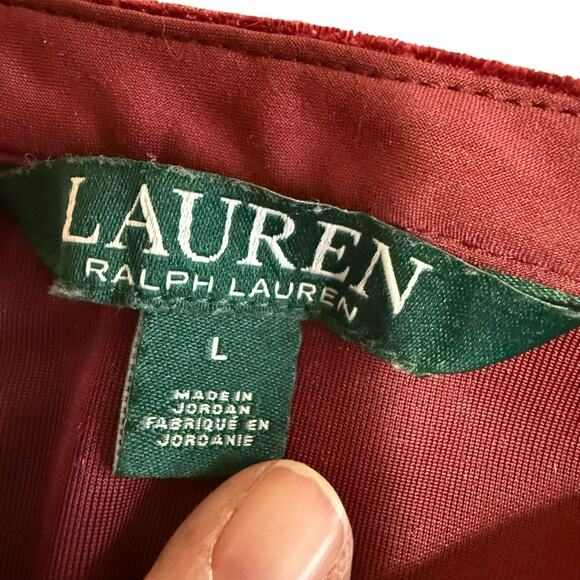 LAUREN
RALPH LAUREN
L
MADE IN
JORDAN
FABRIQUÉ EN
JORDANIE